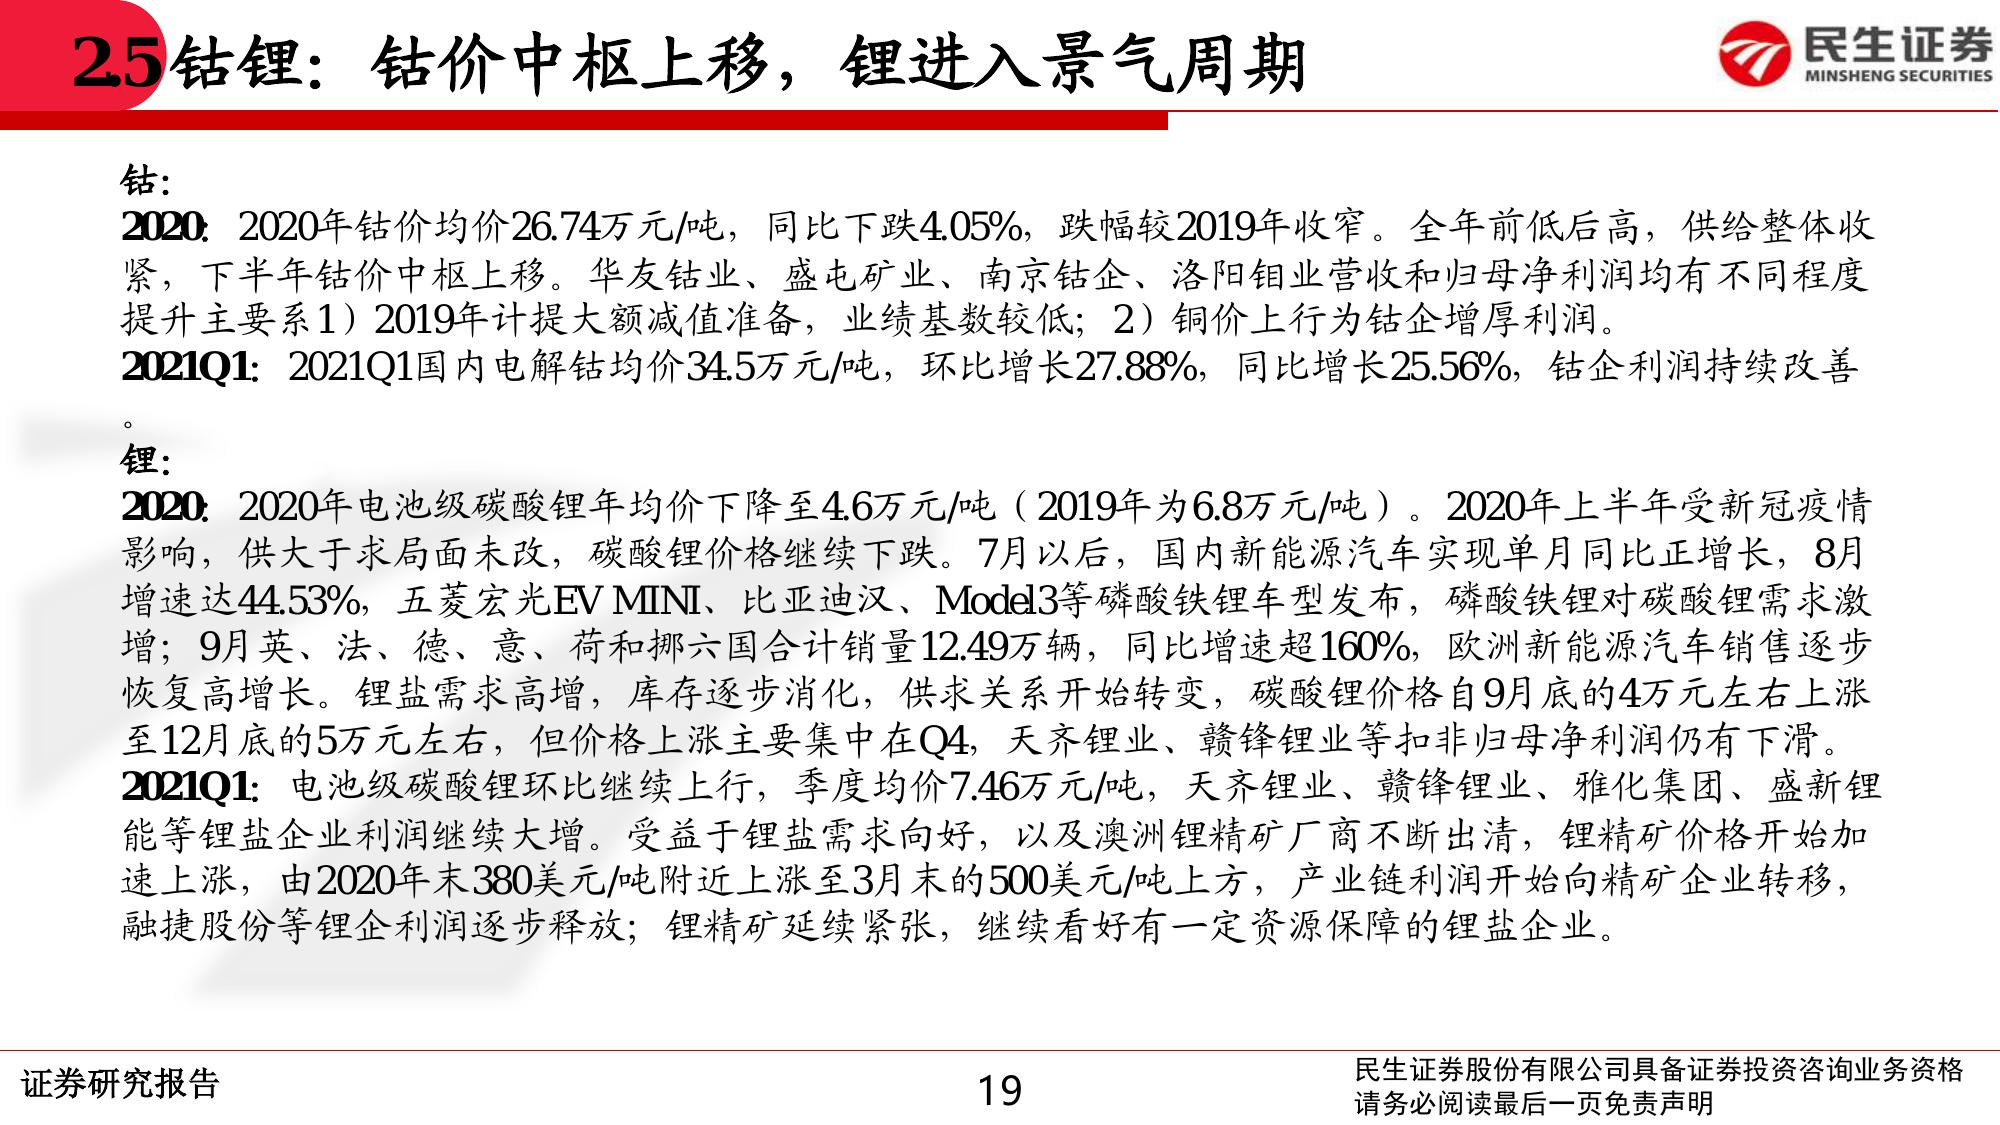 2.5钴锂：钴价中枢上移，锂进入景气周期
民生证券
MINSHENG SECURITIES
钴：
2020：2020年钴价均价26.74万元/吨，同比下跌4.05%，跌幅较2019年收窄。全年前低后高，供给整体收
紧，下半年钴价中枢上移。华友钴业、盛屯矿业、南京钴企、洛阳钼业营收和归母净利润均有不同程度
提升主要系1）2019年计提大额减值准备，业绩基数较低；2）铜价上行为钴企增厚利润。
2021Q1：2021Q1国内电解钴均价34.5万元/吨，环比增长27.88%，同比增长25.56%，钴企利润持续改善
。
锂：
2020：2020年电池级碳酸锂年均价下降至4.6万元/吨（2019年为6.8万元/吨）。2020年上半年受新冠疫情
影响，供大于求局面未改，碳酸锂价格继续下跌。7月以后，国内新能源汽车实现单月同比正增长，8月
增速达44.53%，五菱宏光EV MINI、比亚迪汉、Model3等磷酸铁锂车型发布，磷酸铁锂对碳酸锂需求激
增；9月英、法、德、意、荷和挪六国合计销量12.49万辆，同比增速超160%，欧洲新能源汽车销售逐步
恢复高增长。锂盐需求高增，库存逐步消化，供求关系开始转变，碳酸锂价格自9月底的4万元左右上涨
至12月底的5万元左右，但价格上涨主要集中在Q4，天齐锂业、赣锋锂业等扣非归母净利润仍有下滑。
2021Q1：电池级碳酸锂环比继续上行，季度均价7.46万元/吨，天齐锂业、赣锋锂业、雅化集团、盛新锂
能等锂盐企业利润继续大增。受益于锂盐需求向好，以及澳洲锂精矿厂商不断出清，锂精矿价格开始加
速上涨，由2020年末380美元/吨附近上涨至3月末的500美元/吨上方，产业链利润开始向精矿企业转移，
融捷股份等锂企利润逐步释放；锂精矿延续紧张，继续看好有一定资源保障的锂盐企业。
证券研究报告
19
民生证券股份有限公司具备证券投资咨询业务资格
请务必阅读最后一页免责声明